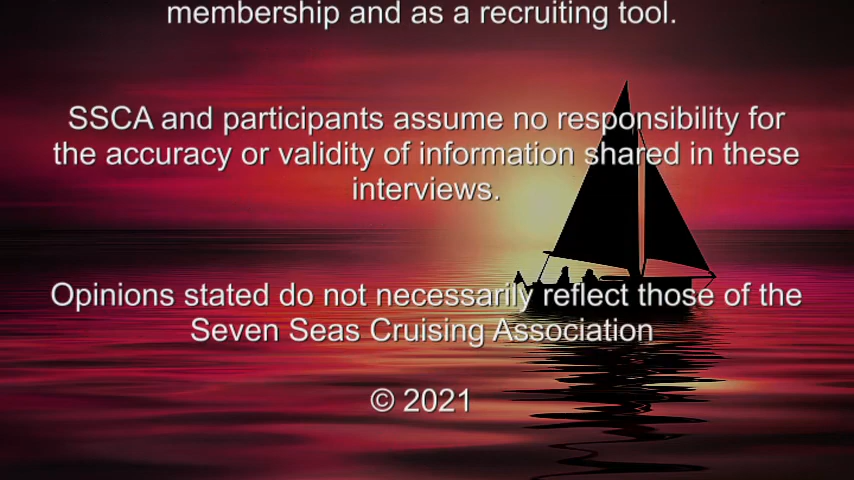 membership and as a recruiting tool.
SSCA and participants assume no responsibility for
the accuracy or validity of information shared in these
interviews.
Opinions stated do not necessarily reflect those of the
Seven Seas Cruising Association
© 2021